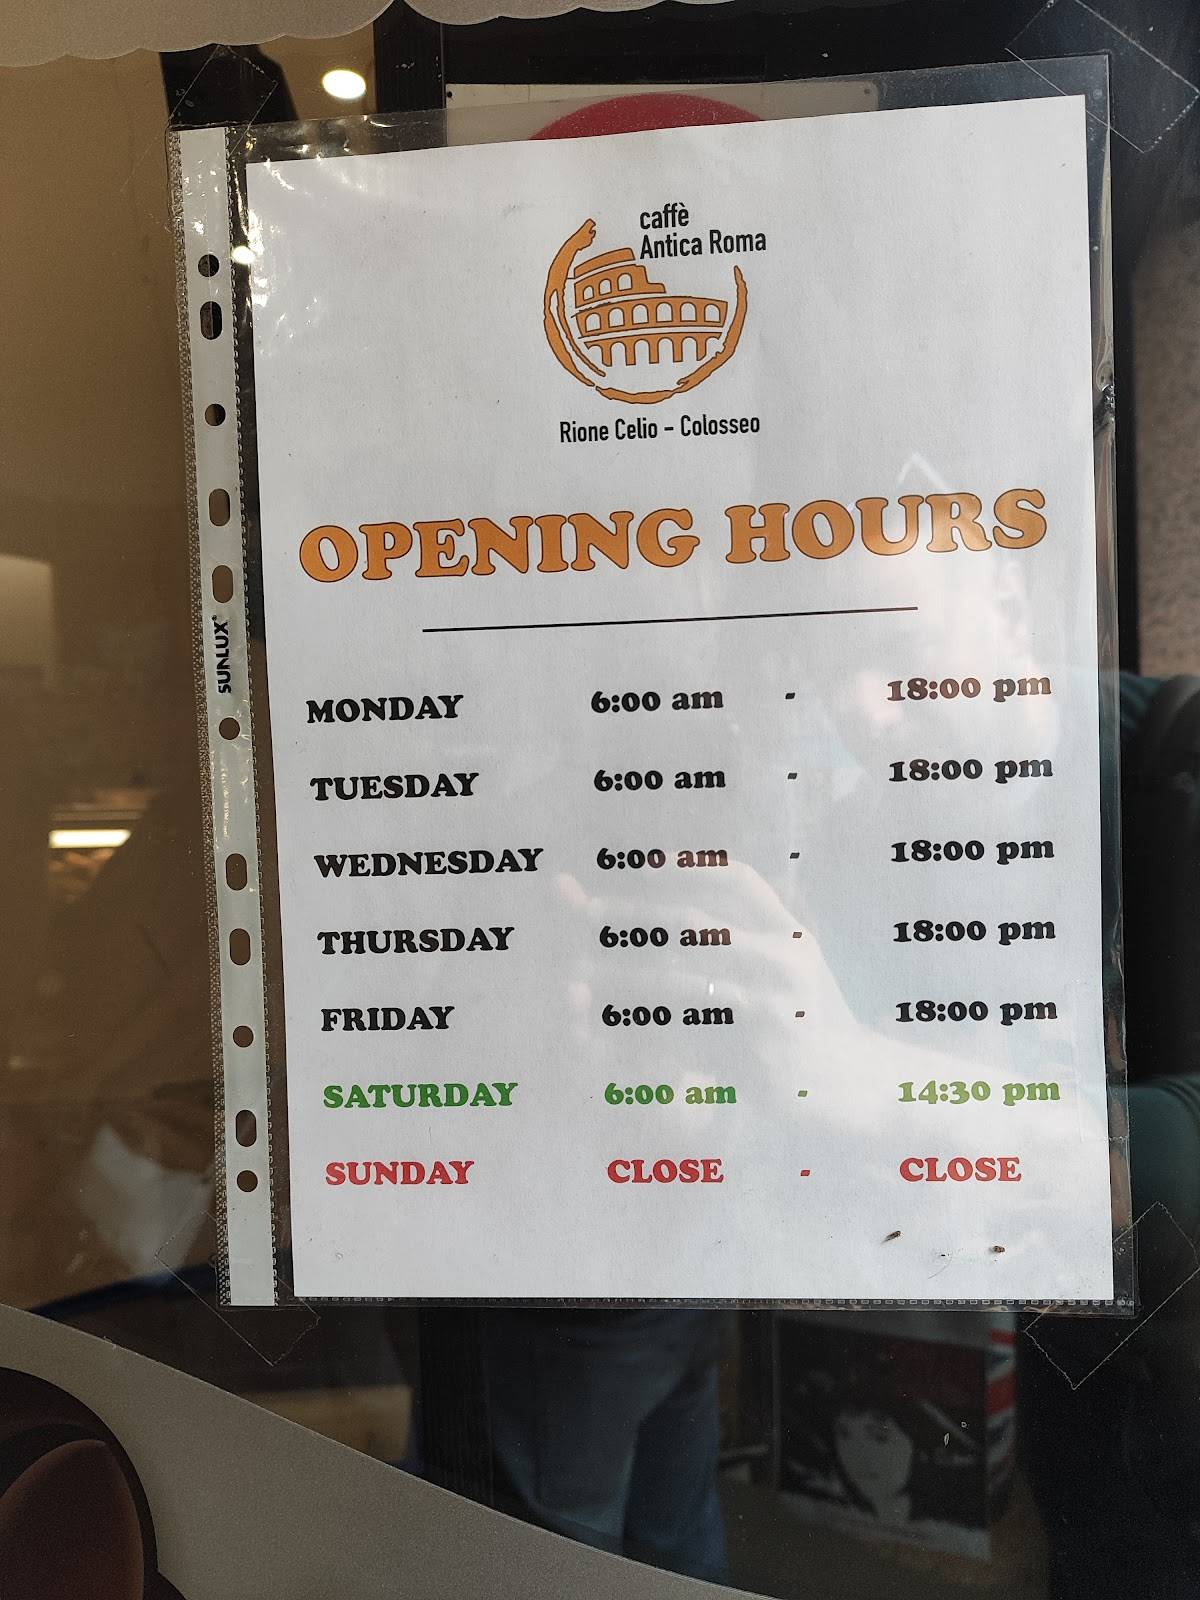 caffè
Antica Roma
Rione Celio - Colosseo
OPENING HOURS
MONDAY 6:00 am - 18:00 pm
TUESDAY 6:00 am - 18:00 pm
WEDNESDAY 6:00 am - 18:00 pm
THURSDAY 6:00 am - 18:00 pm
FRIDAY 6:00 am - 18:00 pm
SATURDAY 6:00 am - 14:30 pm
SUNDAY CLOSE - CLOSE
SUNLUX®